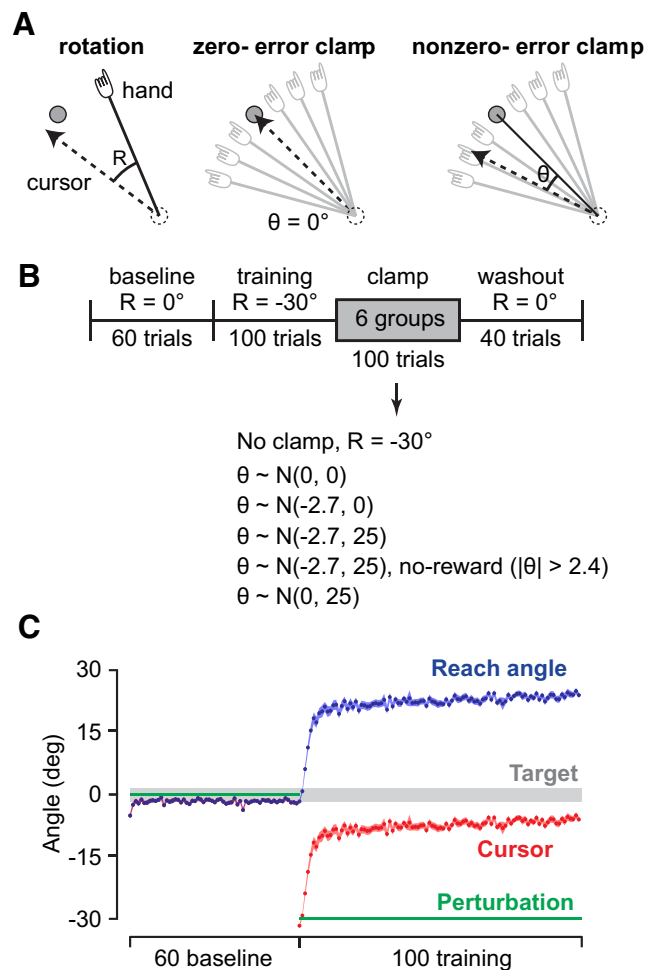 A
rotation
zero- error clamp
nonzero- error clamp
hand
R
cursor
θ = 0°
θ
B
baseline
training
clamp
washout
R = 0°
R = -30°
6 groups
R = 0°
60 trials
100 trials
100 trials
40 trials
No clamp, R = -30°
θ ~ N(0, 0)
θ ~ N(-2.7, 0)
θ ~ N(-2.7, 25)
θ ~ N(-2.7, 25), no-reward (|θ| > 2.4)
θ ~ N(0, 25)
C
30
15
0
-15
-30
Angle (deg)
Reach angle
Target
Cursor
Perturbation
60 baseline
100 training